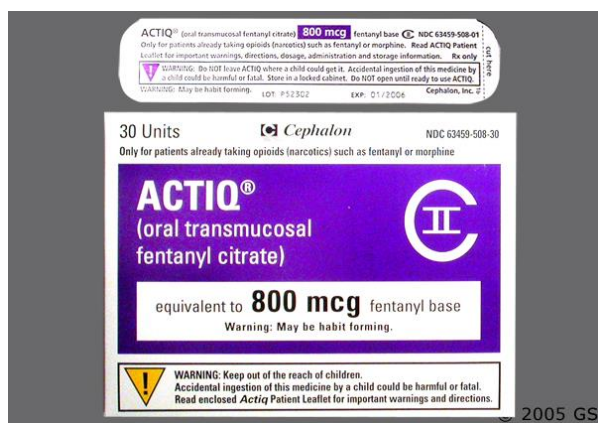 ACTIQ® (oral transmucosal fentanyl citrate) 800 mcg fentanyl base CII NDC 63459-508-01
Only for patients already taking opioids (narcotics) such as fentanyl or morphine. Read ACTIQ Patient
Leaflet for important warnings, directions, dosage, administration and storage information. Rx only
WARNING: Do NOT leave ACTIQ where a child could get it. Accidental ingestion of this medicine by
a child could be harmful or fatal. Store in a locked cabinet. Do NOT open until ready to use ACTIQ.
WARNING: May be habit forming. LOT: P52302 EXP: 01/2006 Cephalon, Inc.
cut here
30 Units Cephalon NDC 63459-508-30
Only for patients already taking opioids (narcotics) such as fentanyl or morphine
ACTIQ®
(oral transmucosal
fentanyl citrate)
CII
equivalent to 800 mcg fentanyl base
Warning: May be habit forming.
WARNING: Keep out of the reach of children.
Accidental ingestion of this medicine by a child could be harmful or fatal.
Read enclosed Actiq Patient Leaflet for important warnings and directions.
© 2005 GS